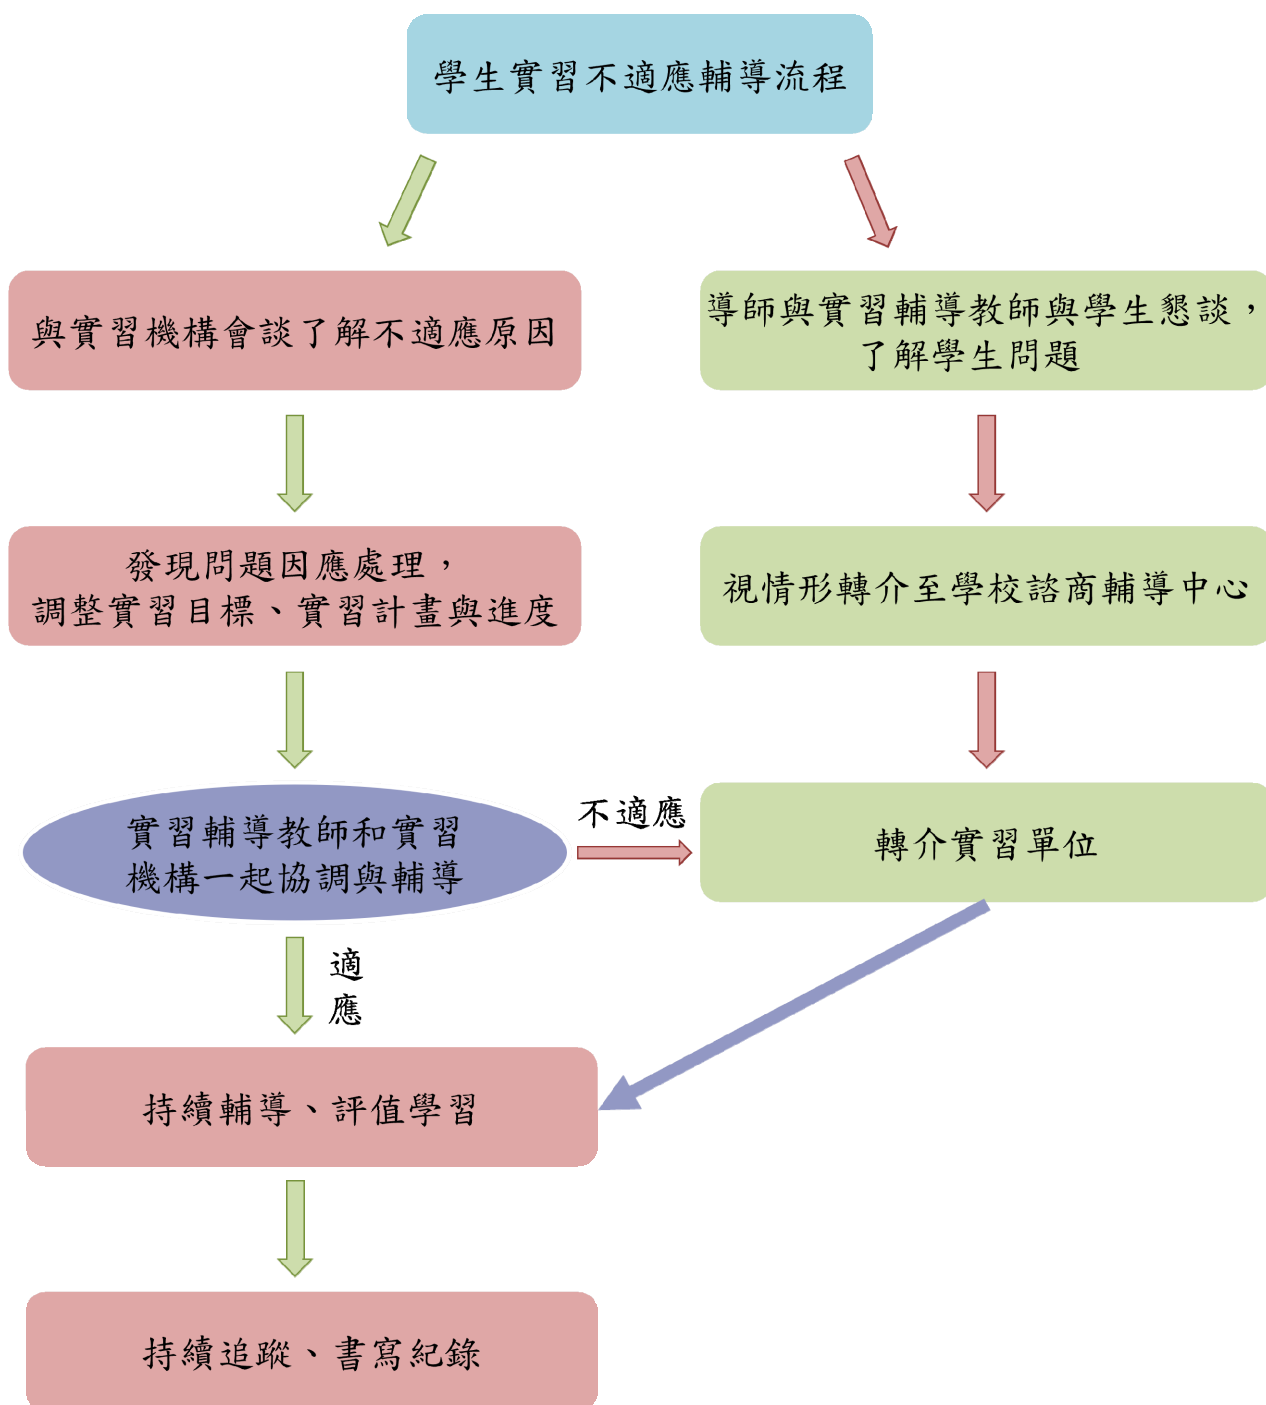 學生實習不適應輔導流程
與實習機構會談了解不適應原因
導師與實習輔導教師與學生懇談，
了解學生問題
發現問題因應處理，
調整實習目標、實習計畫與進度
視情形轉介至學校諮商輔導中心
實習輔導教師和實習
機構一起協調與輔導
不適應
轉介實習單位
適
應
持續輔導、評值學習
持續追蹤、書寫紀錄